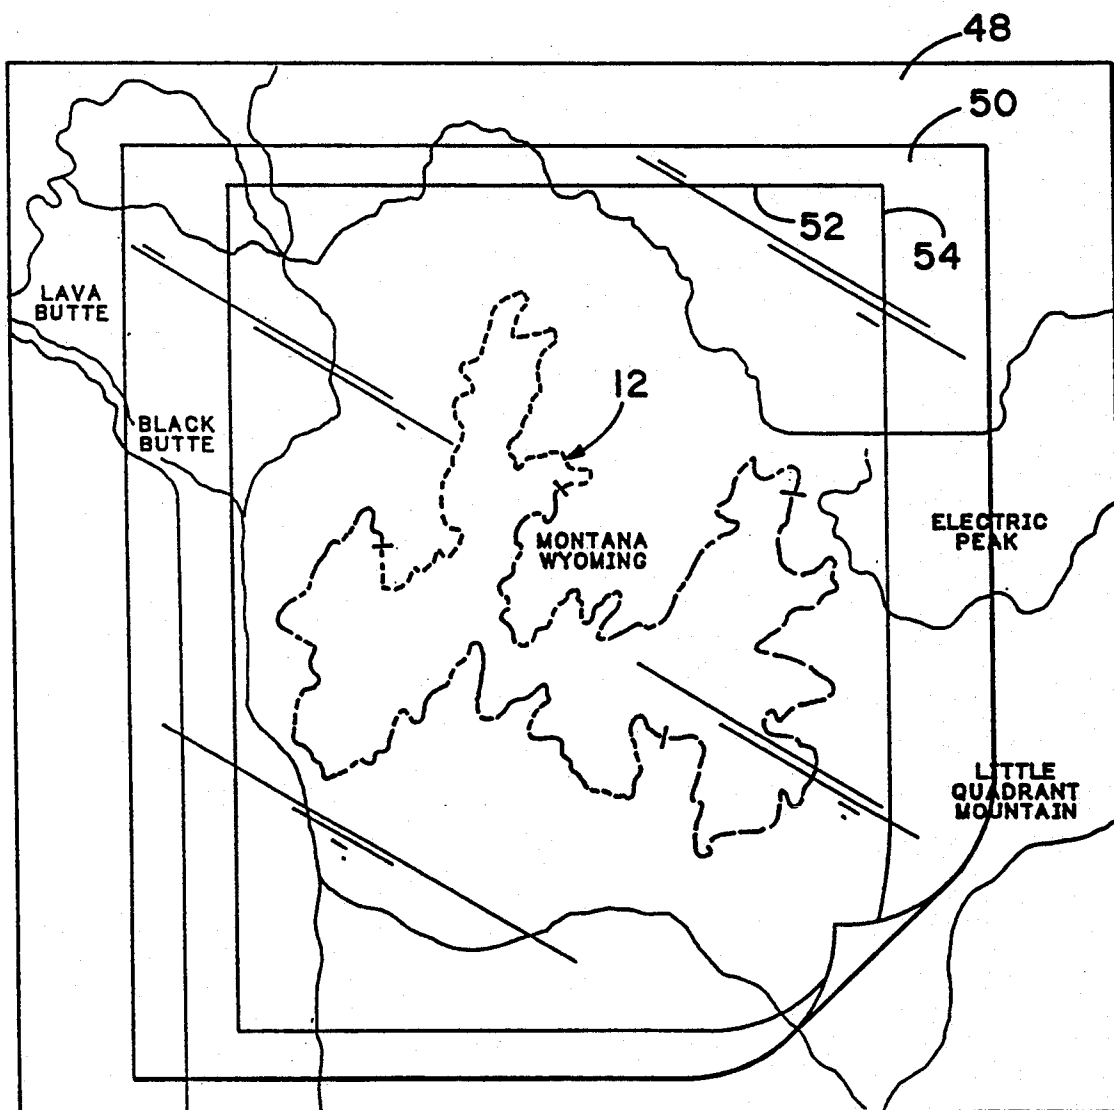 48
50
52
54
LAVA
BUTTE
12
BLACK
BUTTE
ELECTRIC
PEAK
MONTANA
WYOMING
LITTLE
QUADRANT
MOUNTAIN